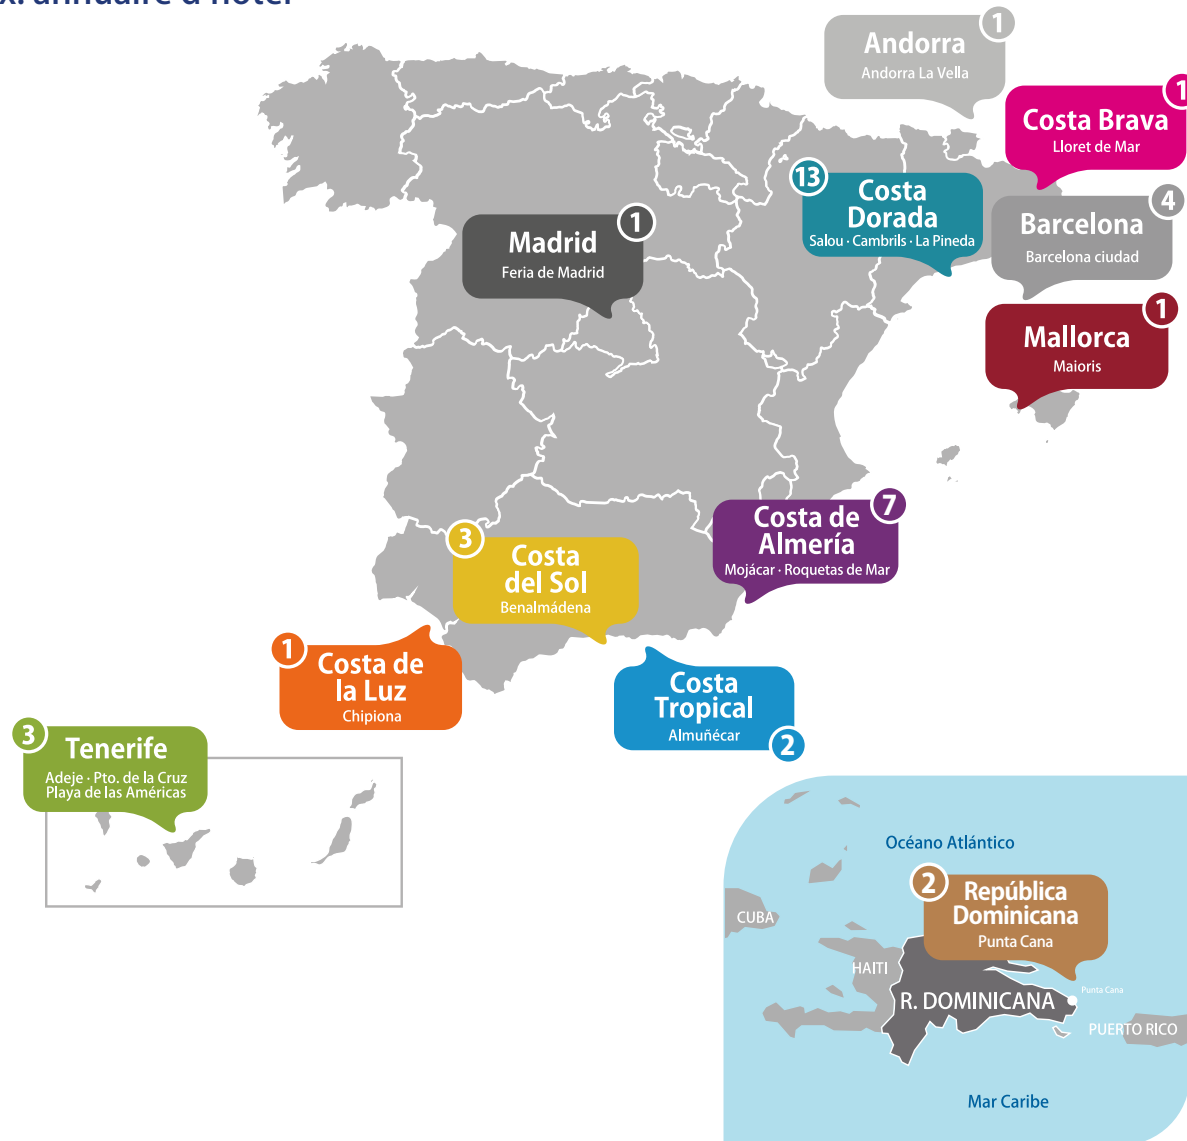 x. annuaire d'hôtel
1
Andorra
Andorra La Vella
1
Costa Brava
Lloret de Mar
13
Costa
Dorada
Salou · Cambrils · La Pineda
4
Barcelona
Barcelona ciudad
1
Madrid
Feria de Madrid
1
Mallorca
Maioris
7
Costa de
Almería
Mojácar · Roquetas de Mar
3
Costa
del Sol
Benalmádena
1
Costa de
la Luz
Chipiona
Costa
Tropical
Almuñécar
2
3
Tenerife
Adeje · Pto. de la Cruz
Playa de las Américas
Océano Atlántico
2
República
Dominicana
Punta Cana
CUBA
HAITI
R. DOMINICANA
Punta Cana
PUERTO RICO
Mar Caribe